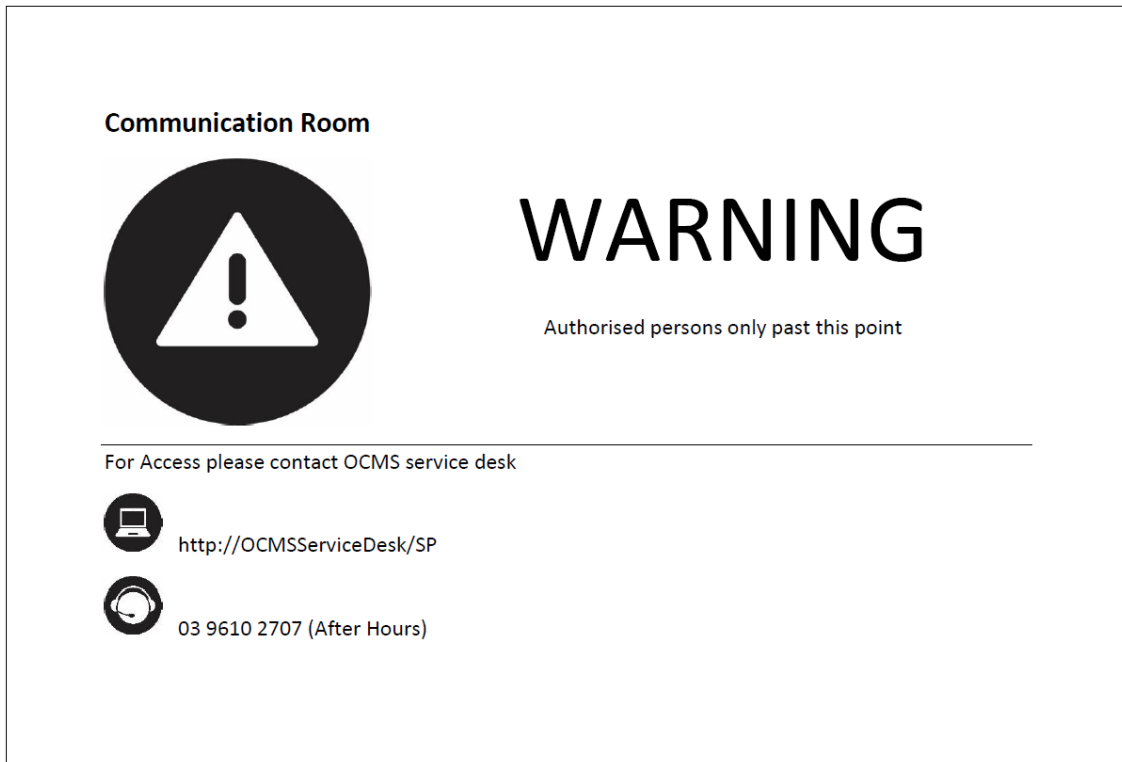 Communication Room
WARNING
Authorised persons only past this point
For Access please contact OCMS service desk
http://OCMSServiceDesk/SP
03 9610 2707 (After Hours)